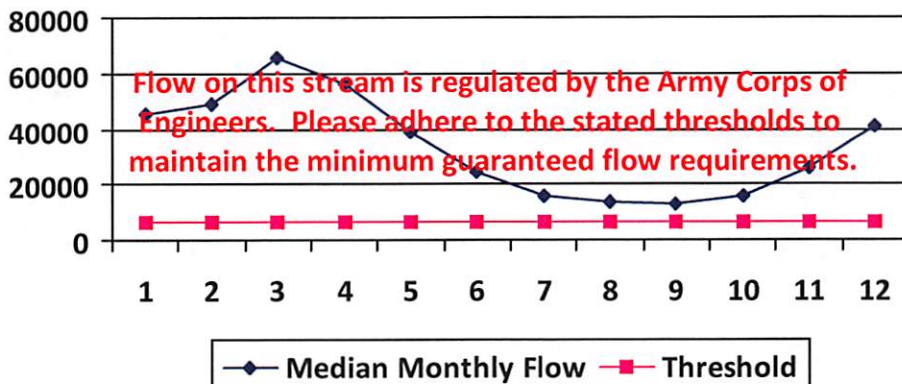 80000
60000
40000
20000
0
Flow on this stream is regulated by the Army Corps of
Engineers. Please adhere to the stated thresholds to
maintain the minimum guaranteed flow requirements.
1 2 3 4 5 6 7 8 9 10 11 12
Median Monthly Flow Threshold